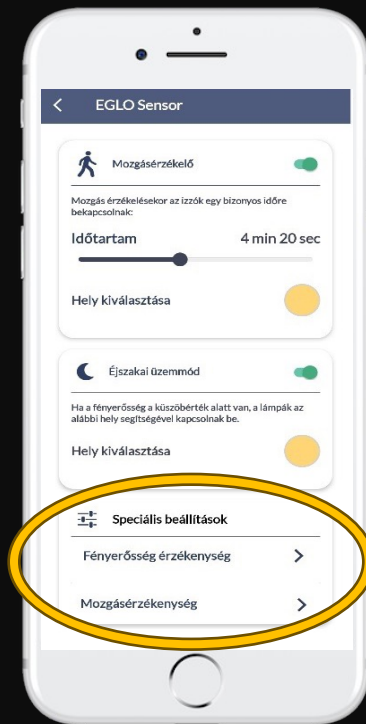 EGLO Sensor
Mozgásérzékelő
Mozgás érzékelésekor az izzók egy bizonyos időre
bekapcsolnak:
Időtartam 4 min 20 sec
Hely kiválasztása
Éjszakai üzemmód
Ha a fényerősség a küszöbérték alatt van, a lámpák az
alábbi hely segítségével kapcsolnak be.
Hely kiválasztása
Speciális beállítások
Fényerősség érzékenység
Mozgásérzékenység